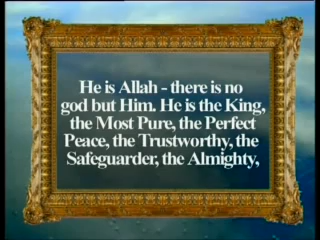 He is Allah - there is no
god but Him. He is the King,
the Most Pure, the Perfect
Peace, the Trustworthy, the
Safeguarder, the Almighty,